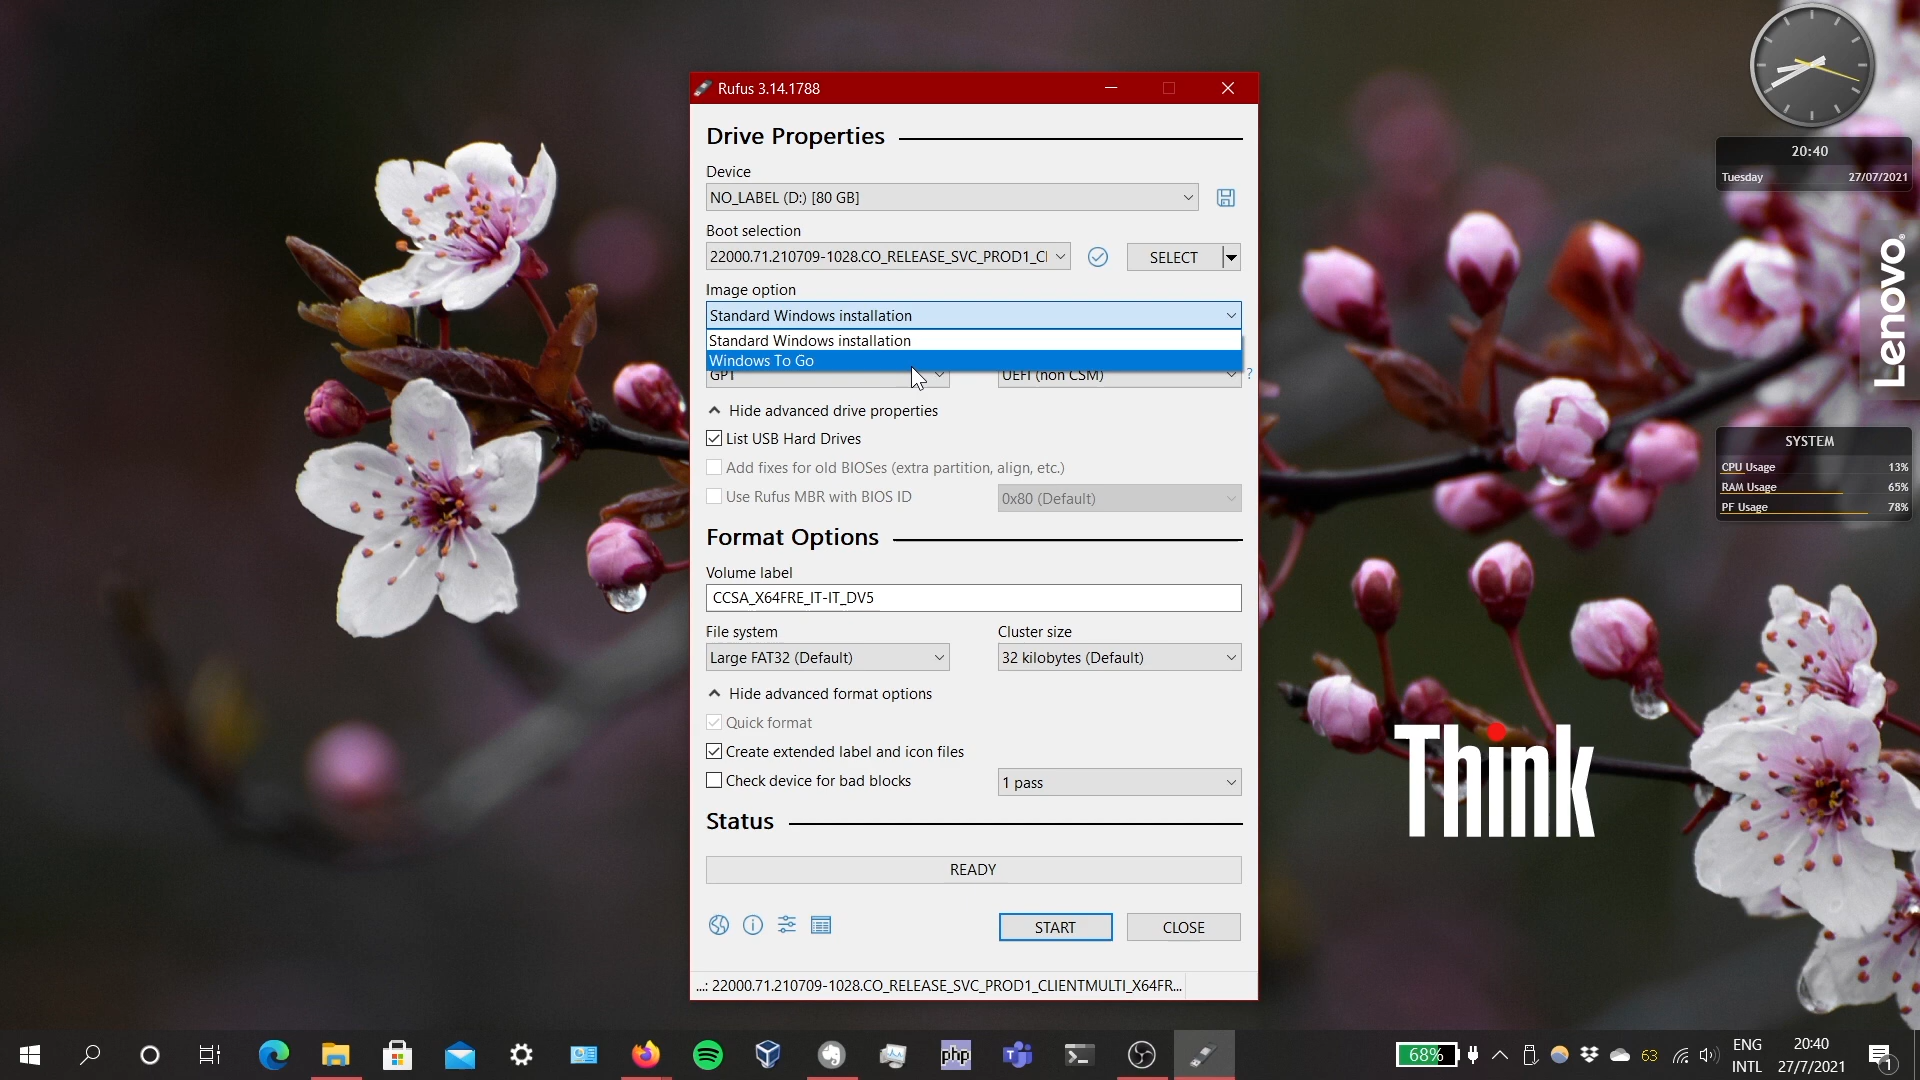 Rufus 3.14.1788
Drive Properties
Device
NO_LABEL (D:) [80 GB]
Boot selection
22000.71.210709-1028.CO_RELEASE_SVC_PROD1_CI
SELECT
Image option
Standard Windows installation
Standard Windows installation
Windows To Go
GPT
UEFI (non CSM)
?
Hide advanced drive properties
List USB Hard Drives
Add fixes for old BIOSes (extra partition, align, etc.)
Use Rufus MBR with BIOS ID
0x80 (Default)
Format Options
Volume label
CCSA_X64FRE_IT-IT_DV5
File system
Cluster size
Large FAT32 (Default)
32 kilobytes (Default)
Hide advanced format options
Quick format
Create extended label and icon files
Check device for bad blocks
1 pass
Status
READY
START
CLOSE
...: 22000.71.210709-1028.CO_RELEASE_SVC_PROD1_CLIENTMULTI_X64FR...
20:40
Tuesday
27/07/2021
Lenovo
SYSTEM
CPU Usage 13%
RAM Usage 65%
PF Usage 78%
Think
php
68%
63
ENG
INTL
20:40
27/7/2021
1